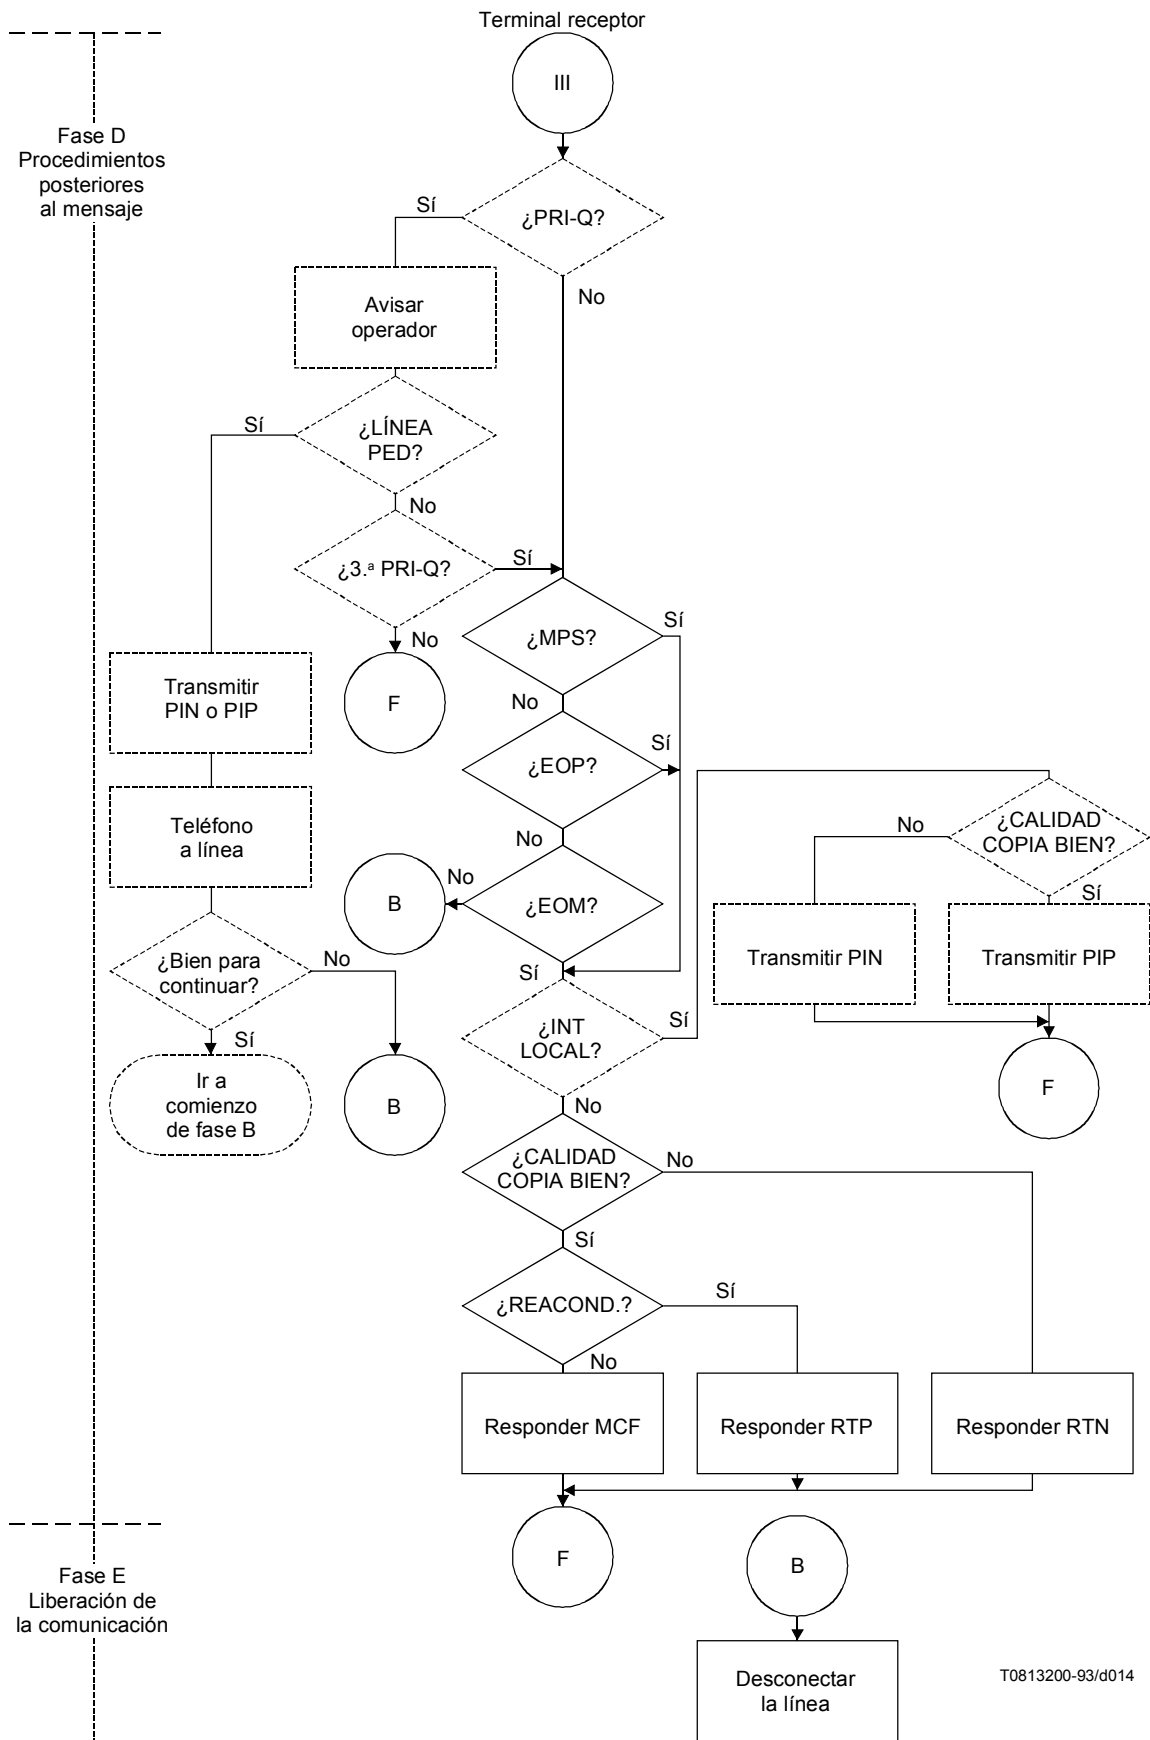 Terminal receptor
III
Fase D
Procedimientos
posteriores
al mensaje
Sí
¿PRI-Q?
No
Avisar
operador
Sí
¿LÍNEA
PED?
No
¿3.ª PRI-Q?
Sí
No
F
¿MPS?
Sí
No
Transmitir
PIN o PIP
¿EOP?
Sí
No
Teléfono
a línea
¿CALIDAD
COPIA BIEN?
No
Sí
B
No
¿EOM?
Sí
Transmitir PIN
Transmitir PIP
¿Bien para
continuar?
No
Sí
¿INT
LOCAL?
Sí
No
F
Ir a
comienzo
de fase B
B
¿CALIDAD
COPIA BIEN?
No
Sí
¿REACOND.?
Sí
No
Responder MCF
Responder RTP
Responder RTN
F
B
Fase E
Liberación de
la comunicación
Desconectar
la línea
T0813200-93/d014